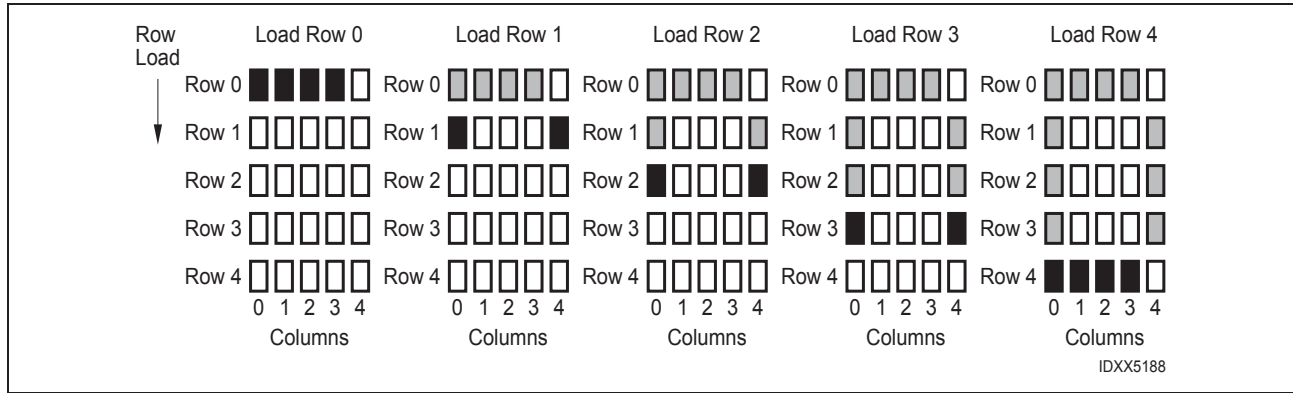 Row
Load
Load Row 0 Load Row 1 Load Row 2 Load Row 3 Load Row 4
Row 0 Row 0 Row 0 Row 0 Row 0
Row 1 Row 1 Row 1 Row 1 Row 1
Row 2 Row 2 Row 2 Row 2 Row 2
Row 3 Row 3 Row 3 Row 3 Row 3
Row 4 Row 4 Row 4 Row 4 Row 4
0 1 2 3 4 0 1 2 3 4 0 1 2 3 4 0 1 2 3 4 0 1 2 3 4
Columns Columns Columns Columns Columns
IDXX5188